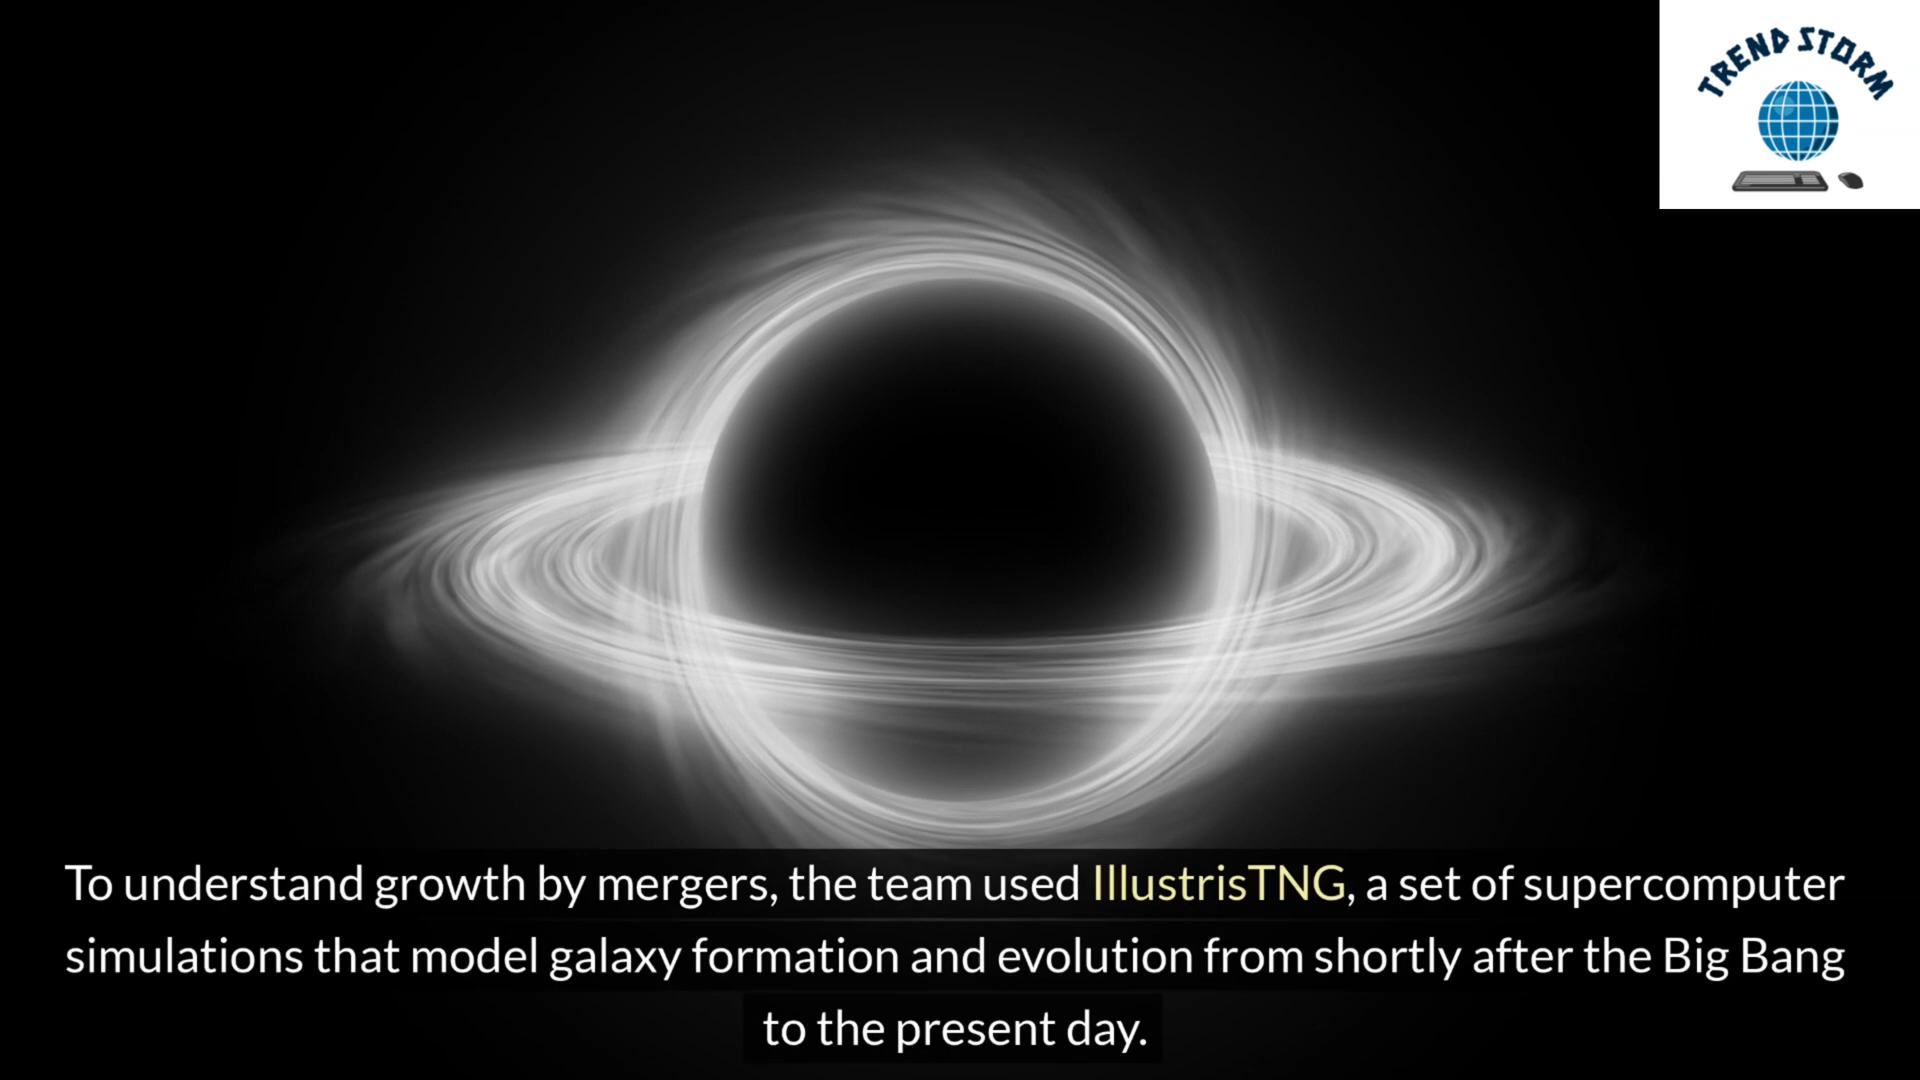 TREND STORM
To understand growth by mergers, the team used IllustrisTNG, a set of supercomputer
simulations that model galaxy formation and evolution from shortly after the Big Bang
to the present day.